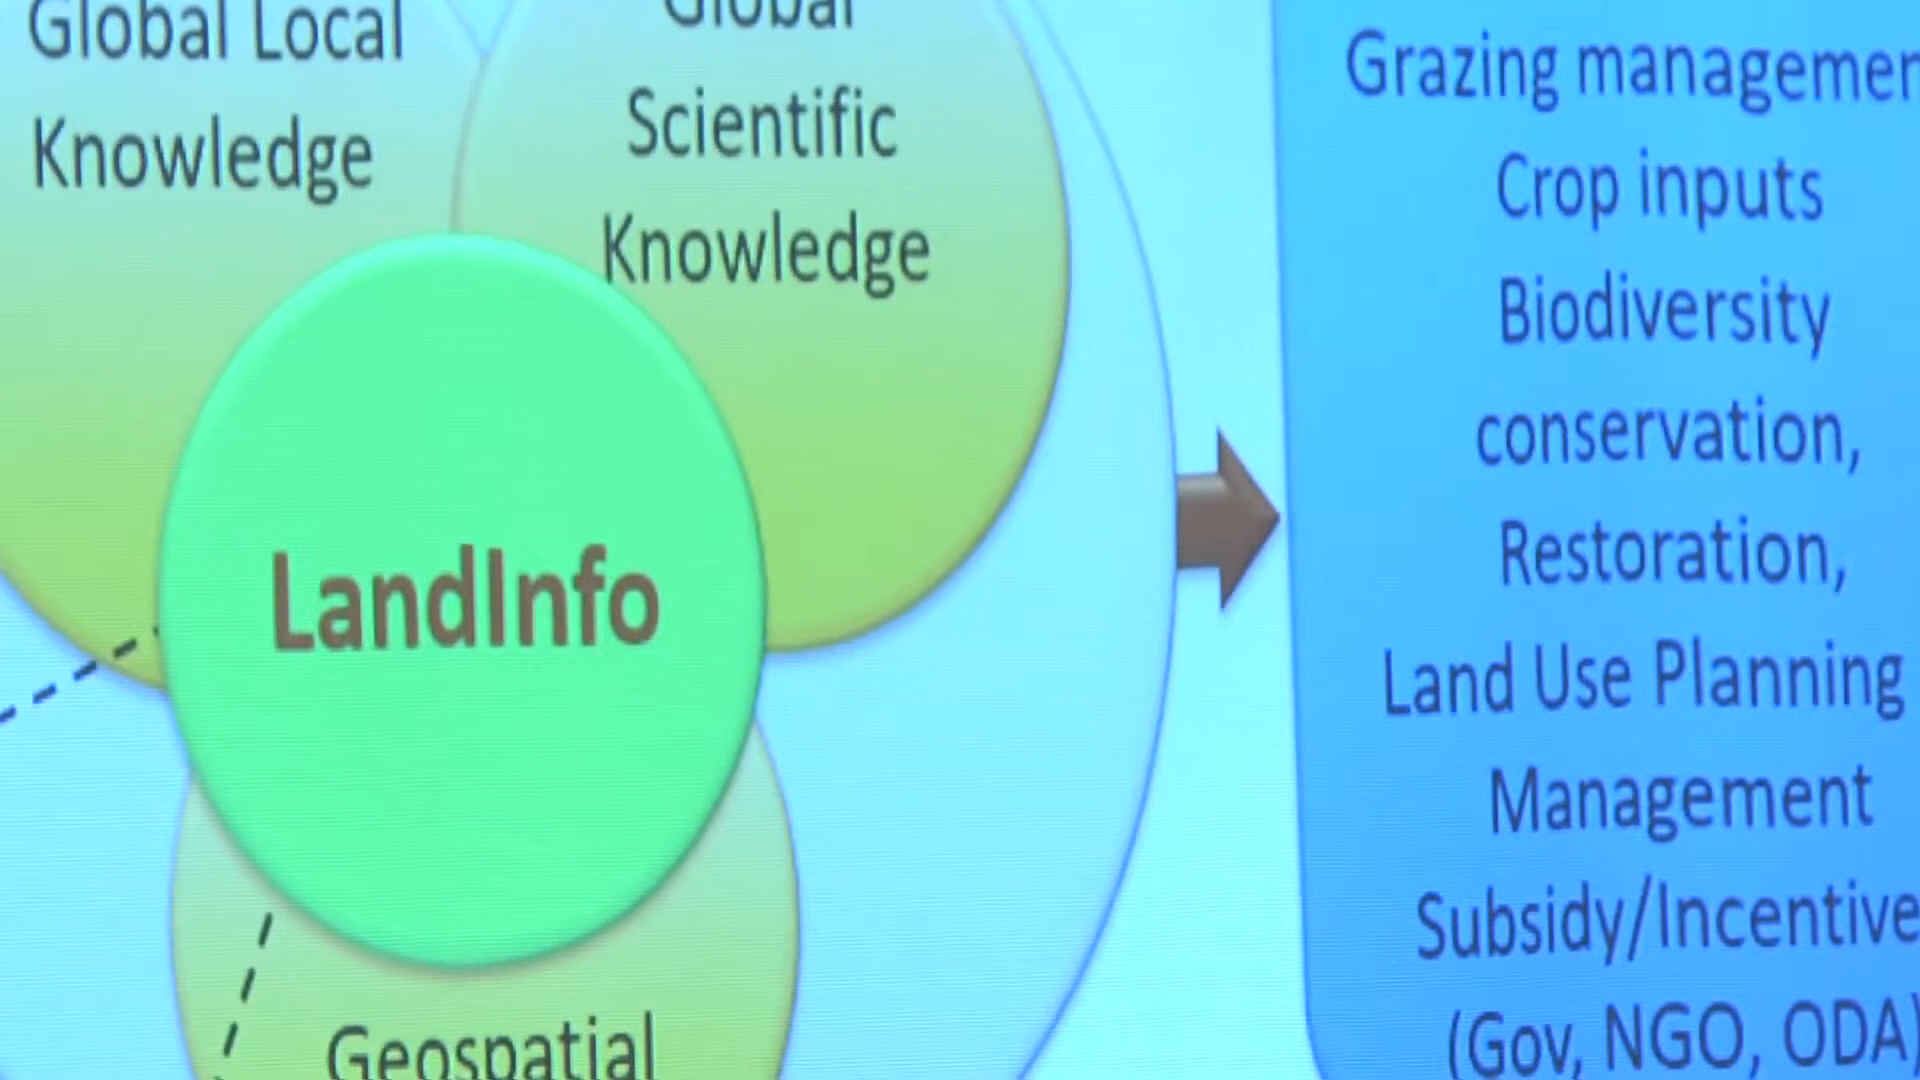 Global Local
Knowledge
Global
Scientific
Knowledge
LandInfo
Geospatial
Grazing managemen
Crop inputs
Biodiversity
conservation,
Restoration,
Land Use Planning
Management
Subsidy/Incentive
(Gov, NGO, ODA)